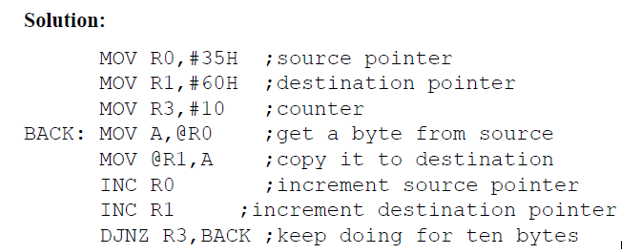 Solution:
MOV R0,#35H ;source pointer
MOV R1,#60H ;destination pointer
MOV R3,#10 ;counter
BACK: MOV A,@R0 ;get a byte from source
MOV @R1,A ;copy it to destination
INC R0 ;increment source pointer
INC R1 ;increment destination pointer
DJNZ R3,BACK ;keep doing for ten bytes